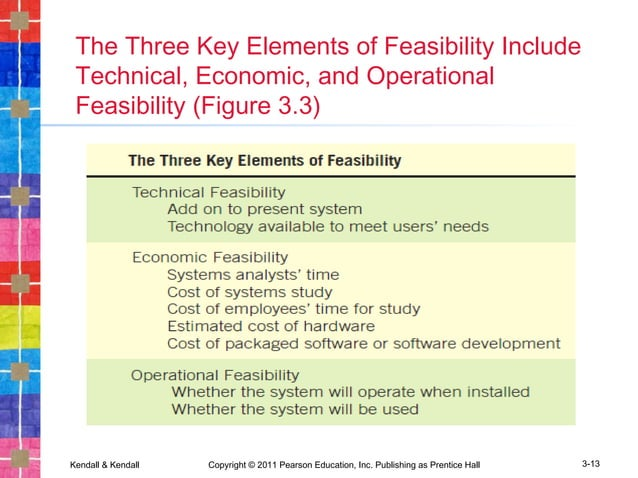 The Three Key Elements of Feasibility Include
Technical, Economic, and Operational
Feasibility (Figure 3.3)
The Three Key Elements of Feasibility
Technical Feasibility
Add on to present system
Technology available to meet users’ needs
Economic Feasibility
Systems analysts’ time
Cost of systems study
Cost of employees’ time for study
Estimated cost of hardware
Cost of packaged software or software development
Operational Feasibility
Whether the system will operate when installed
Whether the system will be used
Kendall & Kendall Copyright © 2011 Pearson Education, Inc. Publishing as Prentice Hall 3-13